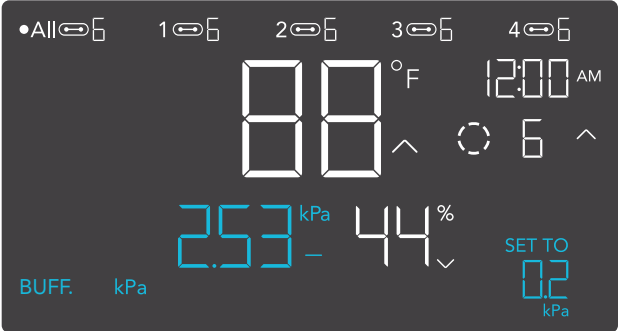 ●All 6 1 6 2 6 3 6 4 6
88 °F 12:00 AM
6
2.53 kPa 44 %
SET TO
0.2
BUFF. kPa
kPa